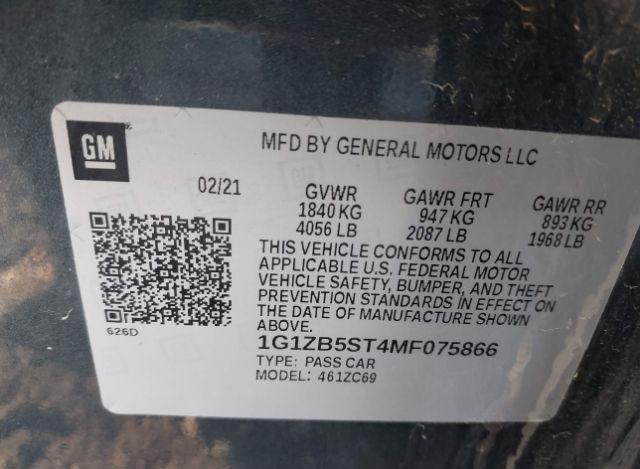 GM
MFD BY GENERAL MOTORS LLC
02/21
GVWR
1840 KG
4056 LB
GAWR FRT
947 KG
2087 LB
GAWR RR
893 KG
1968 LB
THIS VEHICLE CONFORMS TO ALL
APPLICABLE U.S. FEDERAL MOTOR
VEHICLE SAFETY, BUMPER, AND THEFT
PREVENTION STANDARDS IN EFFECT ON
THE DATE OF MANUFACTURE SHOWN
ABOVE.
626D
1G1ZB5ST4MF075866
TYPE: PASS CAR
MODEL: 461ZC69